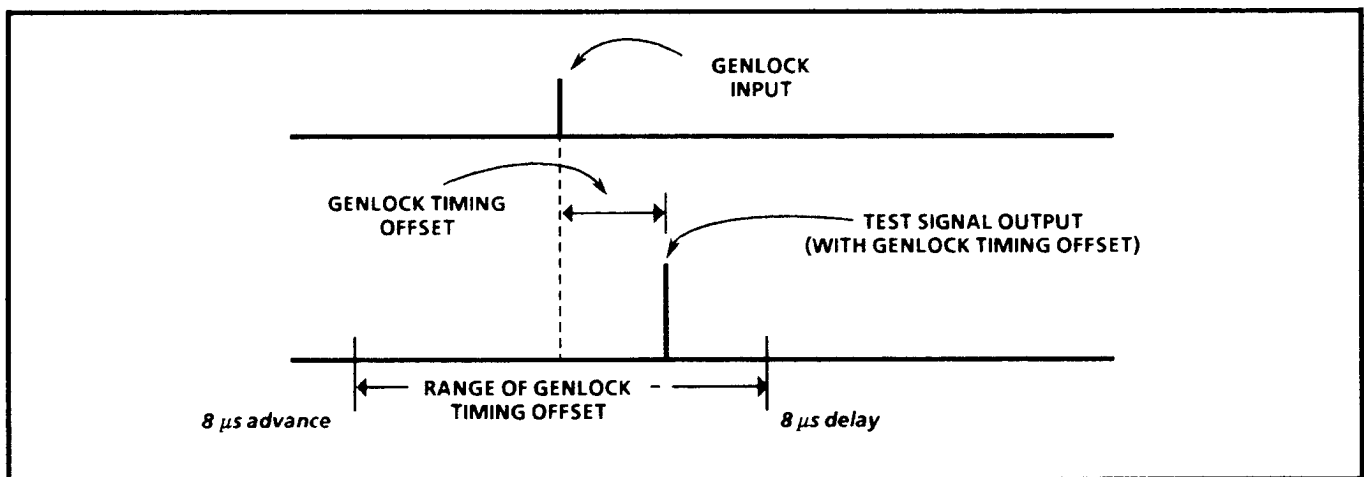 GENLOCK
INPUT
GENLOCK TIMING
OFFSET
TEST SIGNAL OUTPUT
(WITH GENLOCK TIMING OFFSET)
RANGE OF GENLOCK
TIMING OFFSET
8 μs advance
8 μs delay